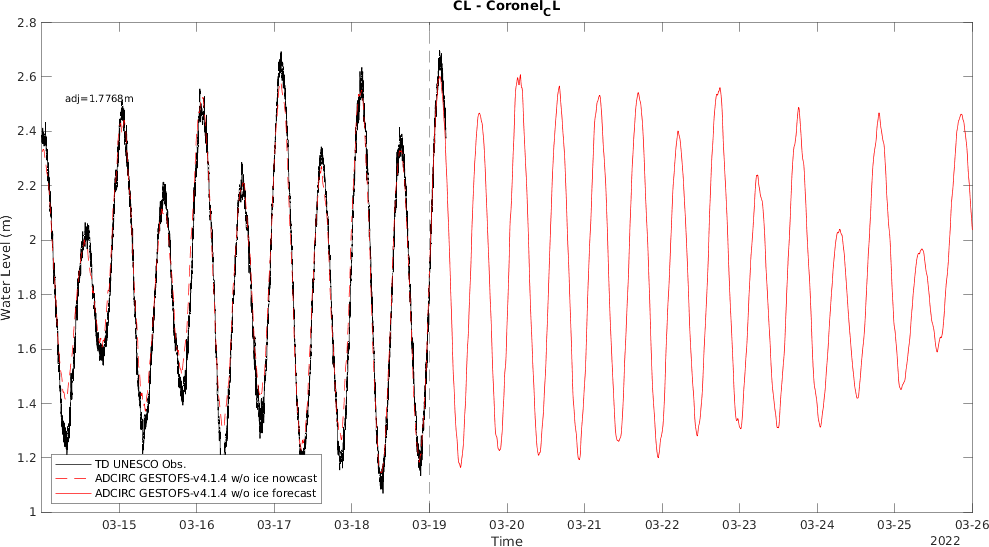 CL - Coronel_CL
2.8
2.6
2.4
2.2
2
1.8
1.6
1.4
1.2
1
Water Level (m)
adj=1.7768m
TD UNESCO Obs.
ADCIRC GESTOFS-v4.1.4 w/o ice nowcast
ADCIRC GESTOFS-v4.1.4 w/o ice forecast
03-15 03-16 03-17 03-18 03-19 03-20 03-21 03-22 03-23 03-24 03-25 03-26
Time
2022